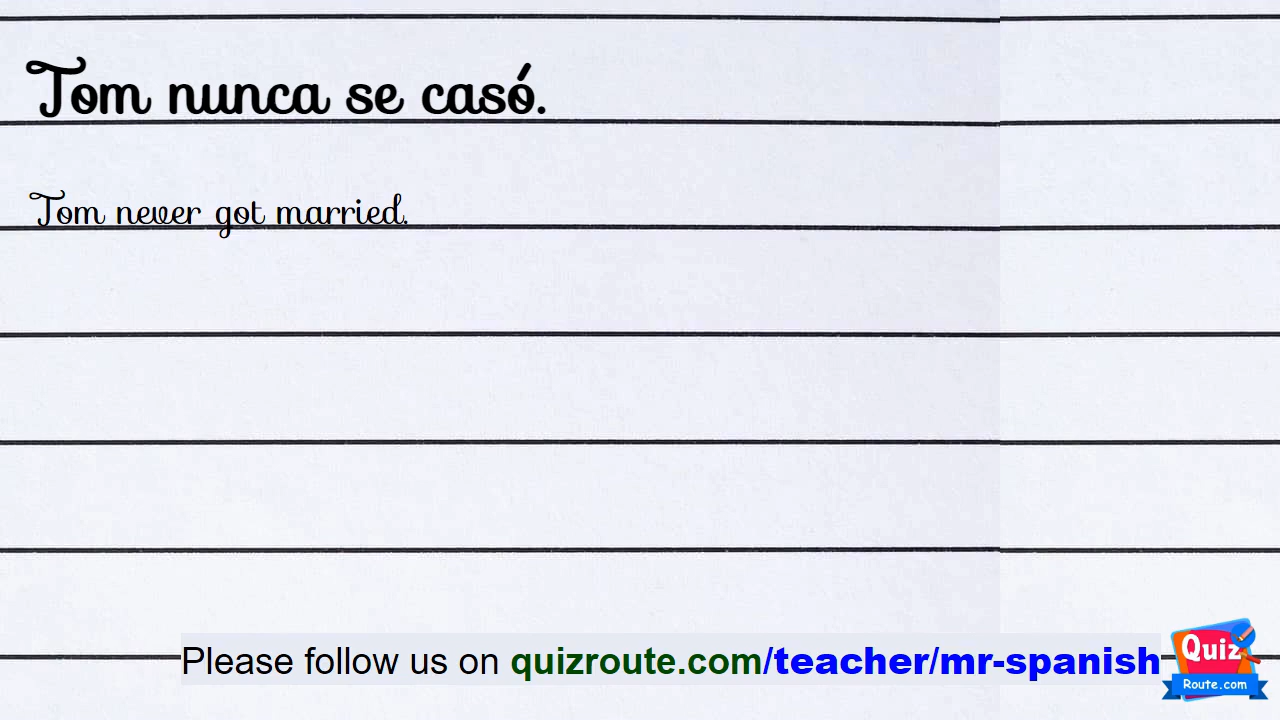 Tom nunca se casó.
Tom never got married.
Please follow us on quizroute.com/teacher/mr-spanish
Quiz
Route.com